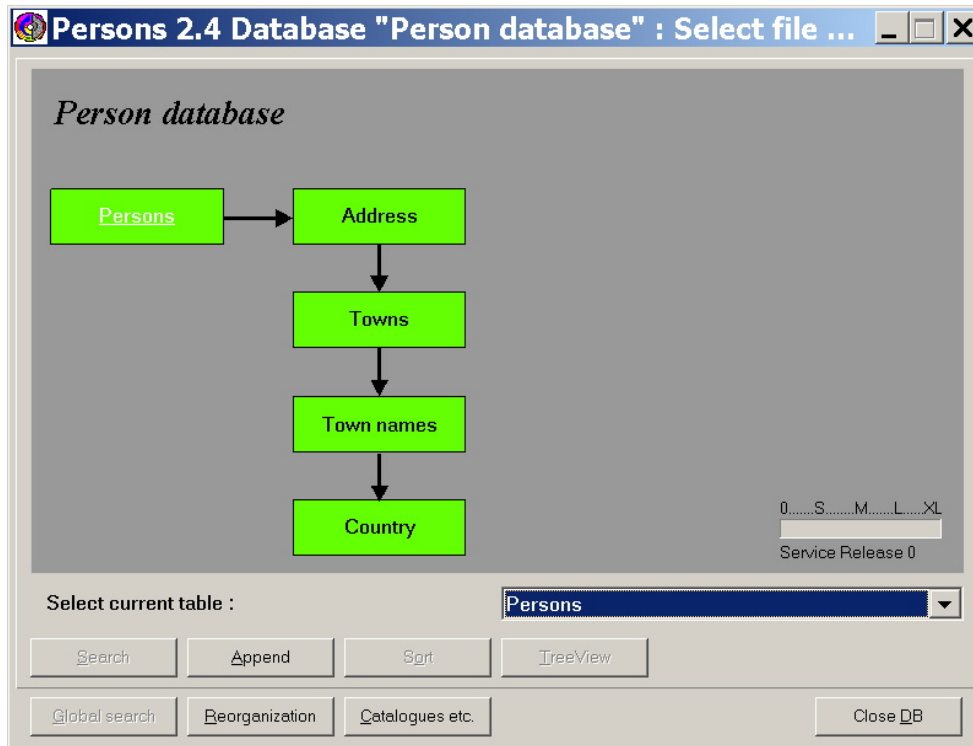 Persons 2.4 Database "Person database" : Select file ...
Person database
Persons
Address
Towns
Town names
Country
0......S.......M......L.....XL
Service Release 0
Select current table :
Persons
Search
Append
Sort
TreeView
Global search
Reorganization
Catalogues etc.
Close DB